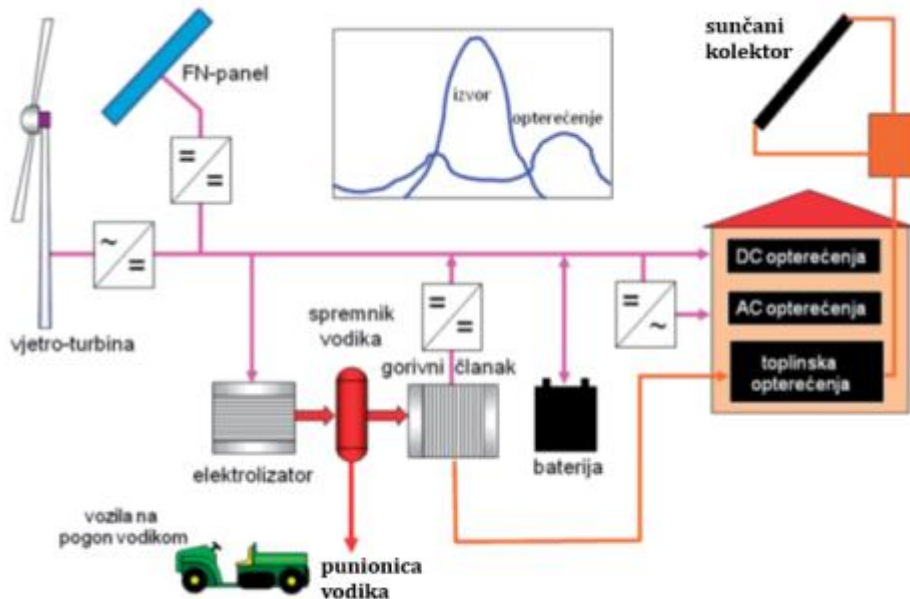 sunčani
kolektor
FN-panel
izvor
opterećenje
=
=
~
=
DC opterećenja
AC opterećenja
toplinska
opterećenja
vjetro-turbina
spremnik
vodika
=
=
=
~
gorivni članak
elektrolizator
baterija
vozila na
pogon vodikom
punionica
vodika